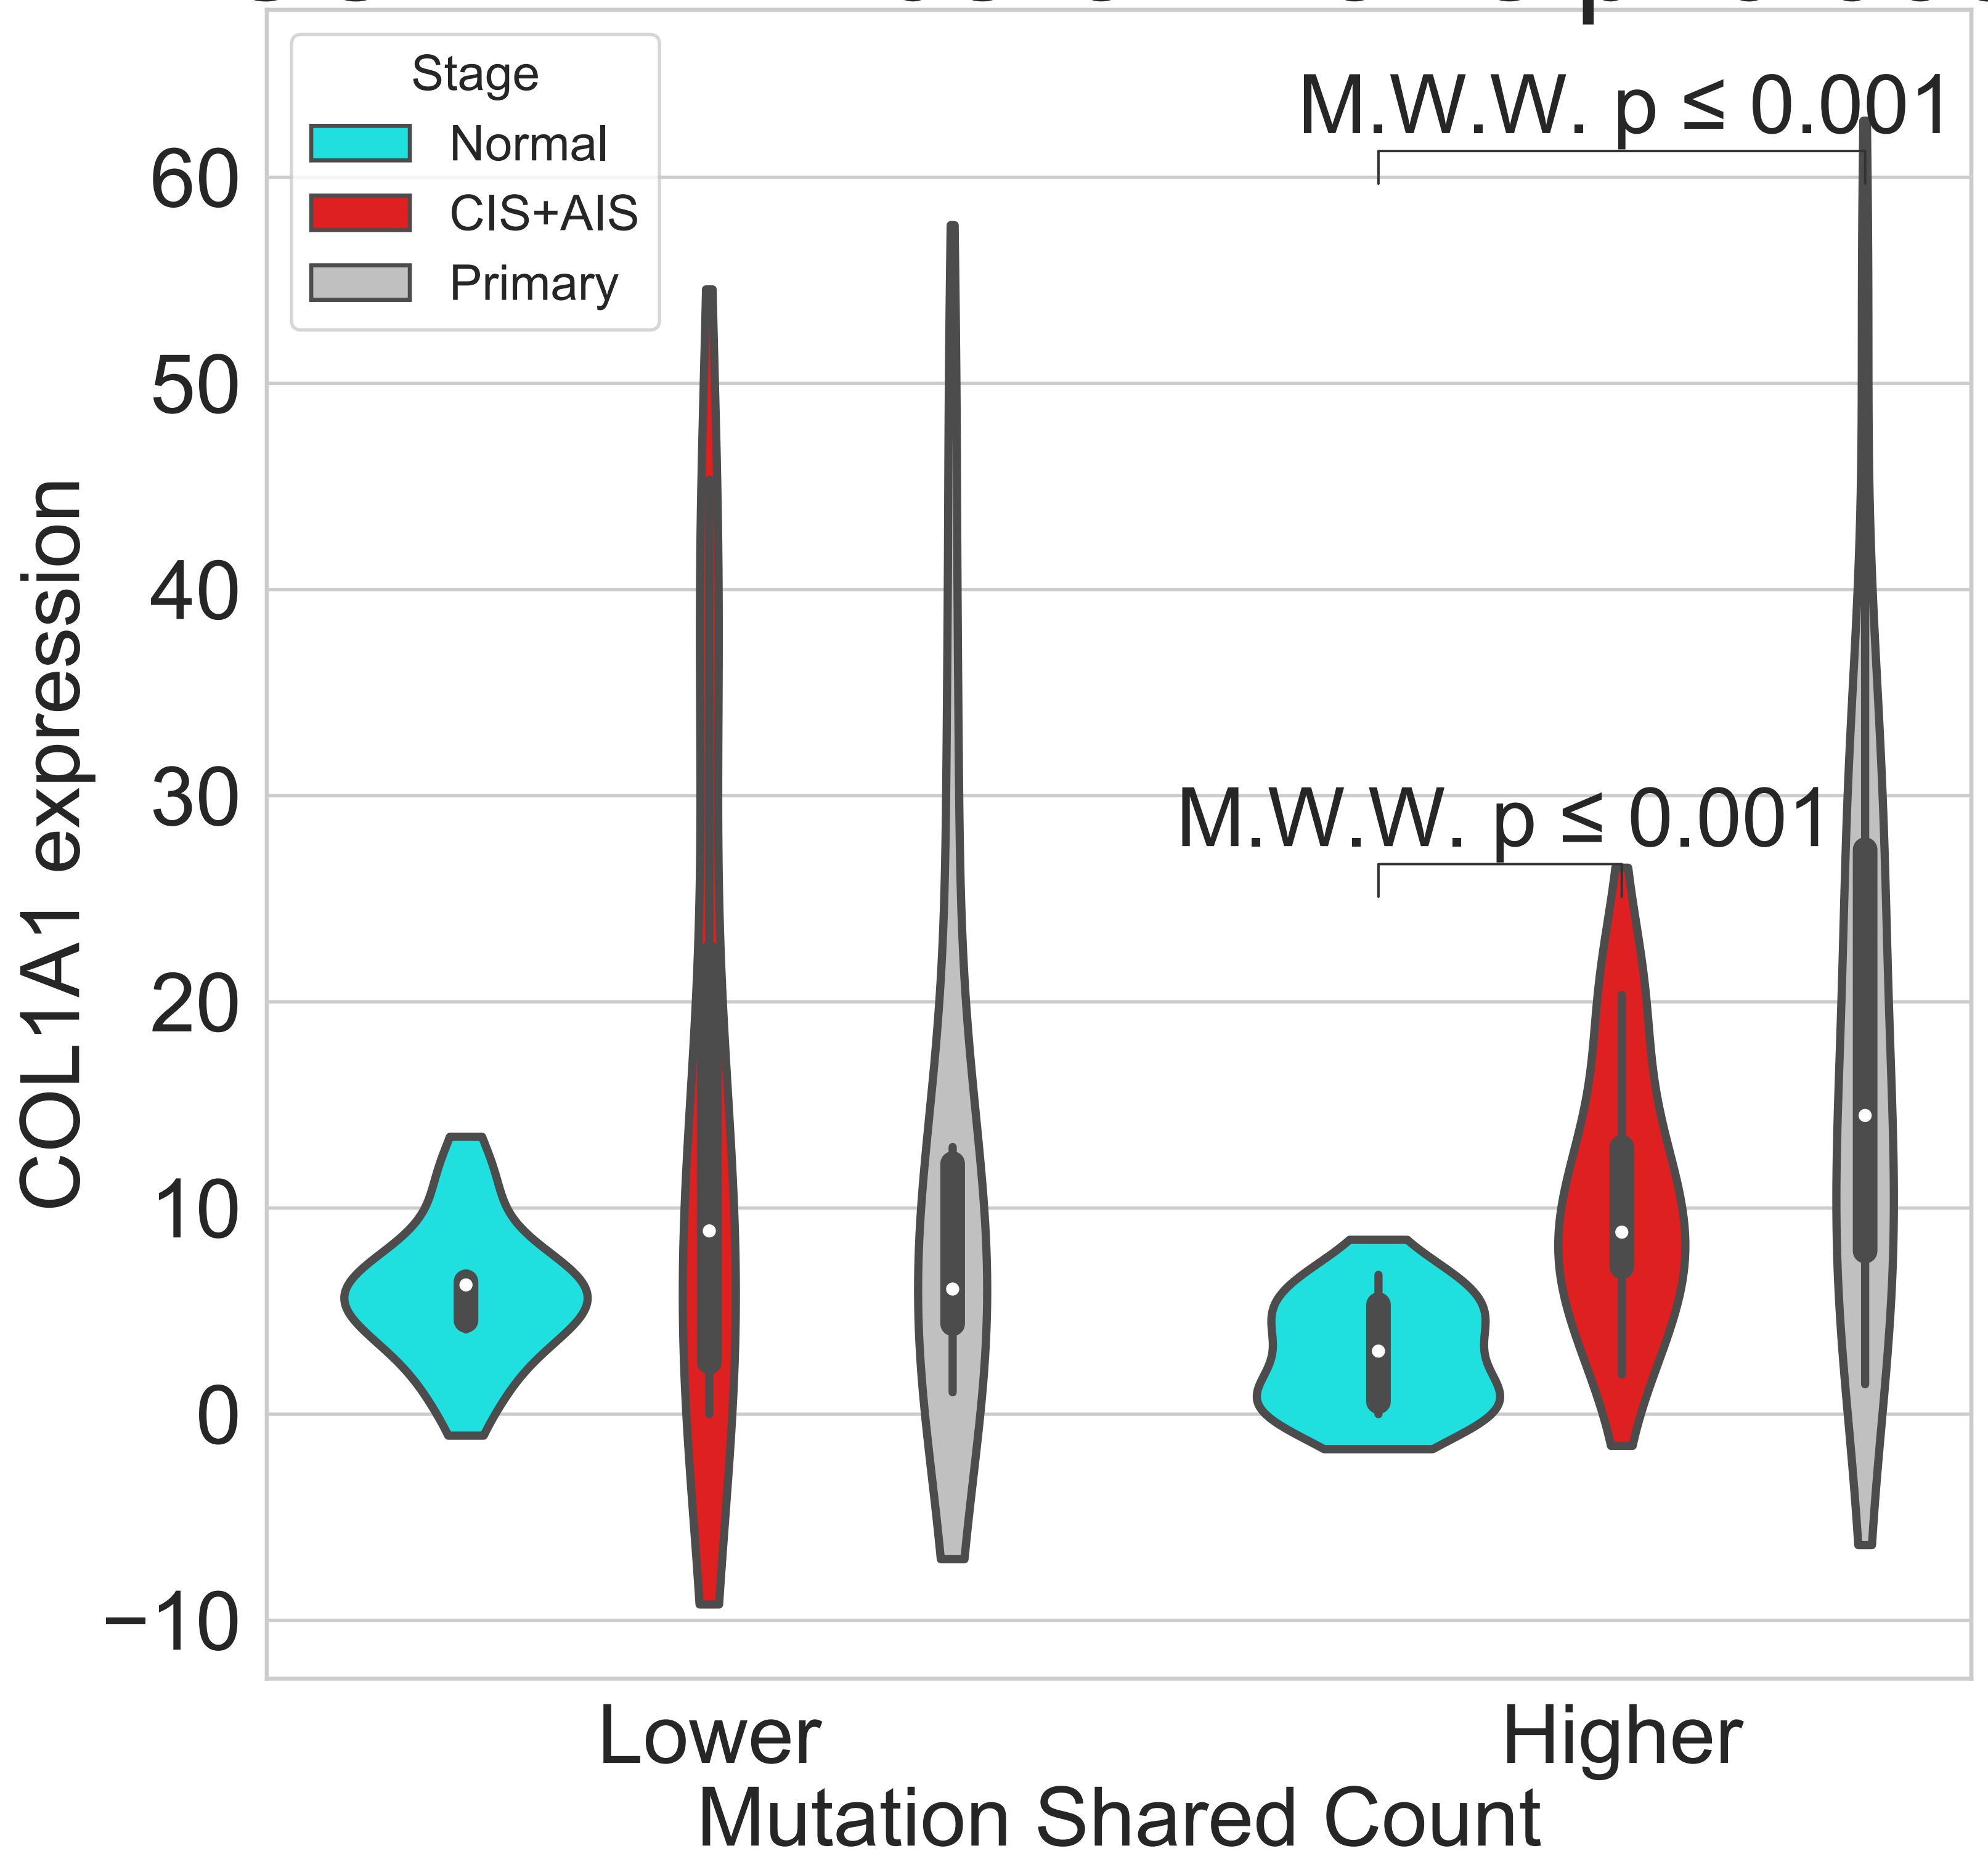 Stage
Normal
CIS+AIS
Primary
M.W.W. p ≤ 0.001
M.W.W. p ≤ 0.001
60
50
40
30
20
10
0
−10
COL1A1 expression
Lower
Higher
Mutation Shared Count